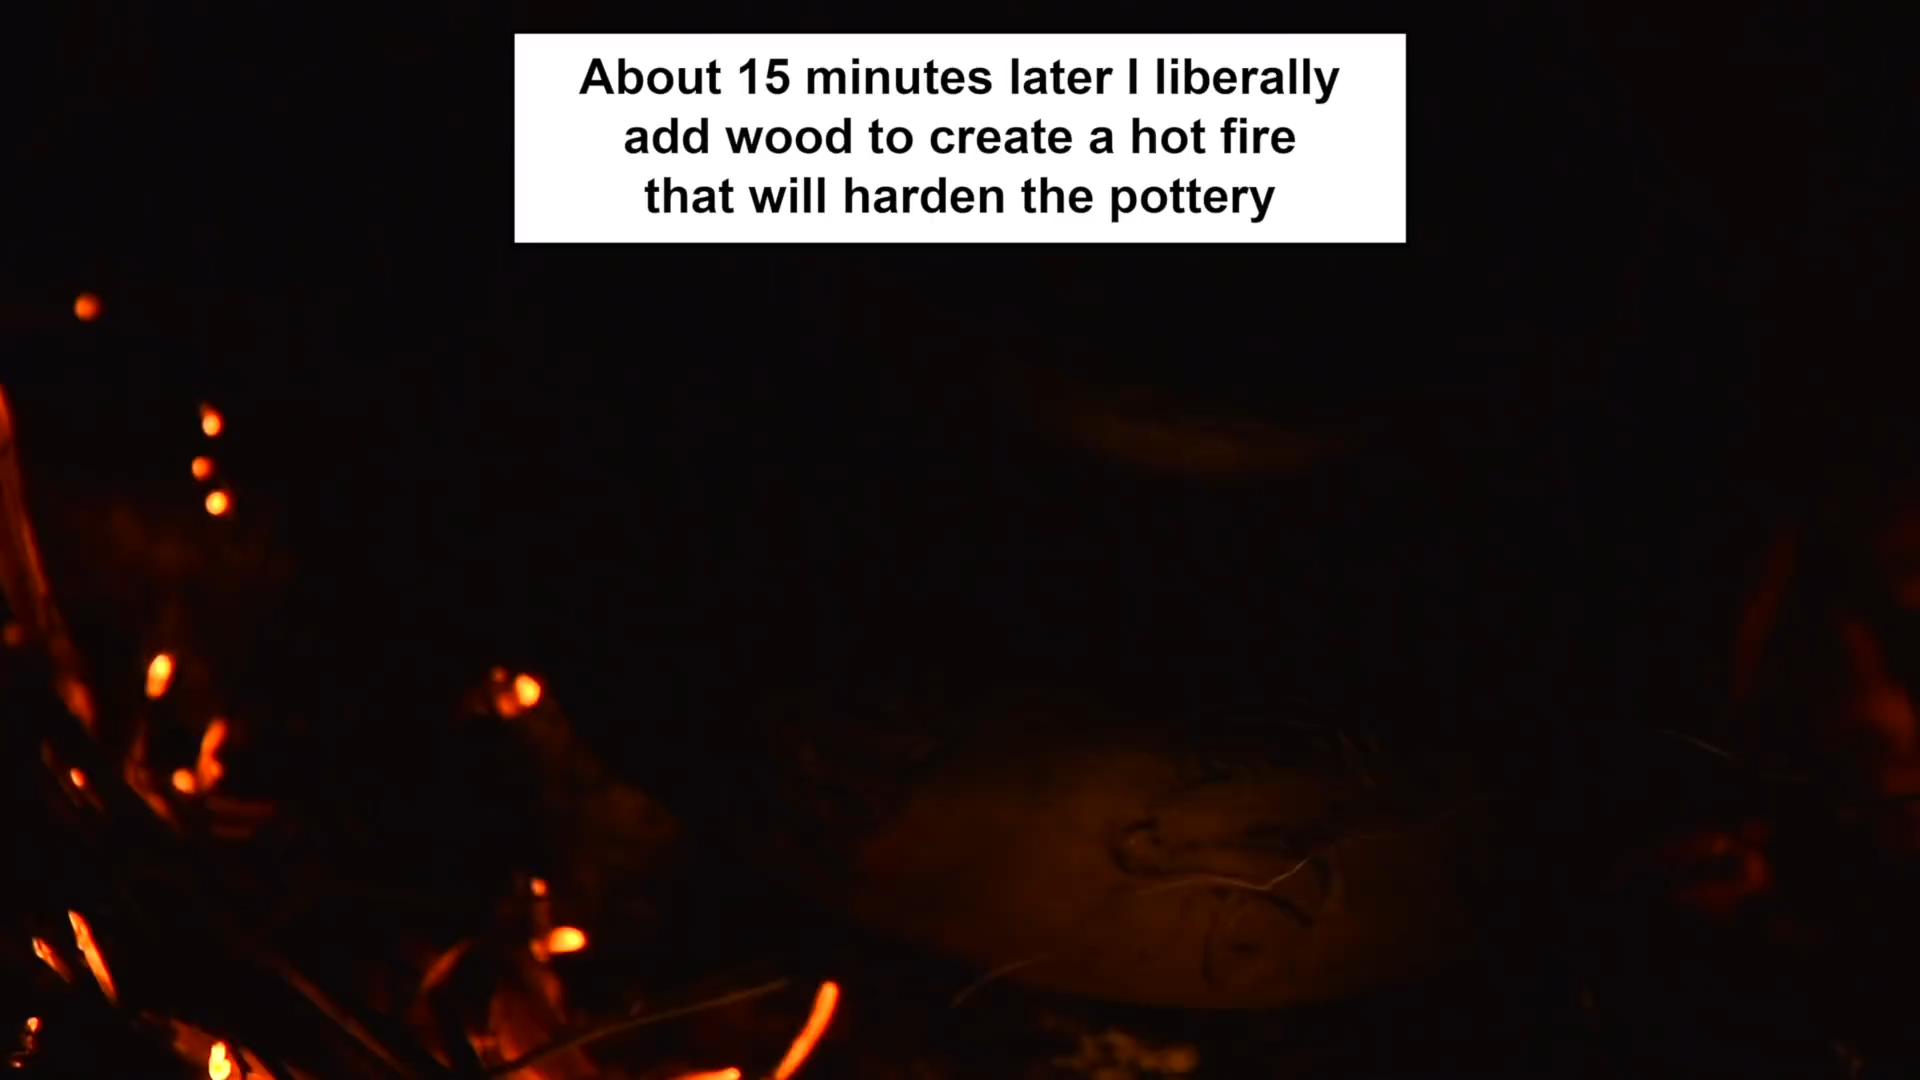 About 15 minutes later I liberally
add wood to create a hot fire
that will harden the pottery